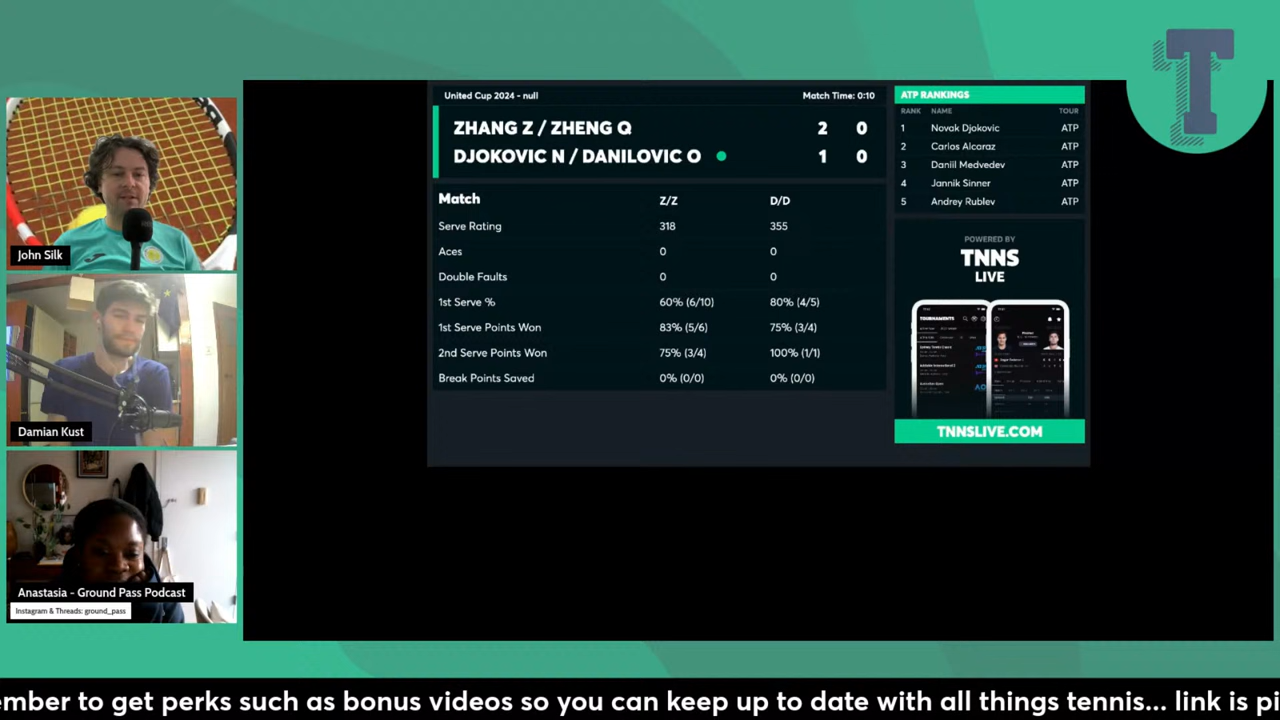 John Silk
Damian Kust
Anastasia - Ground Pass Podcast
Instagram & Threads: ground_pass
United Cup 2024 - null
Match Time: 0:10
ZHANG Z / ZHENG Q 2 0
DJOKOVIC N / DANILOVIC O 1 0
Match Z/Z D/D
Serve Rating 318 355
Aces 0 0
Double Faults 0 0
1st Serve % 60% (6/10) 80% (4/5)
1st Serve Points Won 83% (5/6) 75% (3/4)
2nd Serve Points Won 75% (3/4) 100% (1/1)
Break Points Saved 0% (0/0) 0% (0/0)
ATP RANKINGS
RANK NAME TOUR
1 Novak Djokovic ATP
2 Carlos Alcaraz ATP
3 Daniil Medvedev ATP
4 Jannik Sinner ATP
5 Andrey Rublev ATP
POWERED BY
TNNS
LIVE
TOURNAMENTS
TNNSLIVE.COM
T
ember to get perks such as bonus videos so you can keep up to date with all things tennis... link is pi